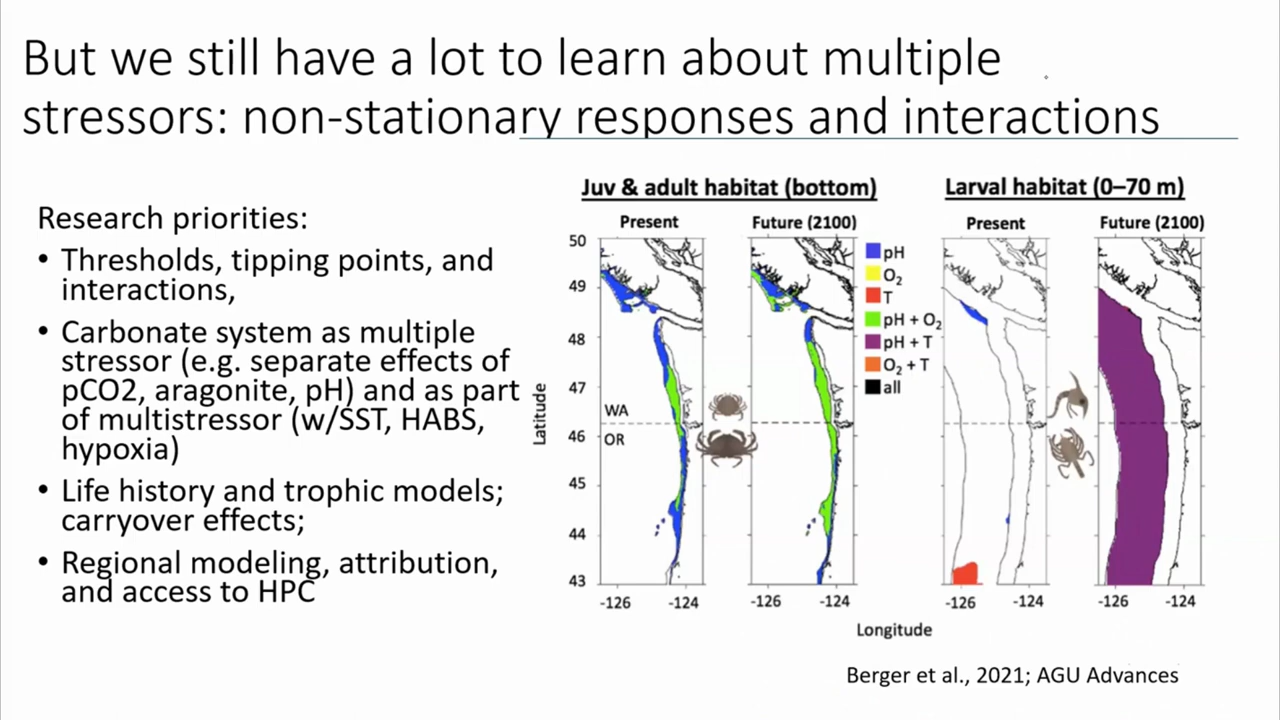 But we still have a lot to learn about multiple
stressors: non-stationary responses and interactions
Research priorities:
• Thresholds, tipping points, and
interactions,
• Carbonate system as multiple
stressor (e.g. separate effects of
pCO2, aragonite, pH) and as part
of multistressor (w/SST, HABS,
hypoxia)
• Life history and trophic models;
carryover effects;
• Regional modeling, attribution,
and access to HPC
Juv & adult habitat (bottom)
Present
Future (2100)
Larval habitat (0–70 m)
Present
Future (2100)
Latitude
50
49
48
47
46
45
44
43
WA
OR
-126
-124
-126
-124
pH
O2
T
pH + O2
pH + T
O2 + T
all
-126
-124
-126
-124
Longitude
Berger et al., 2021; AGU Advances